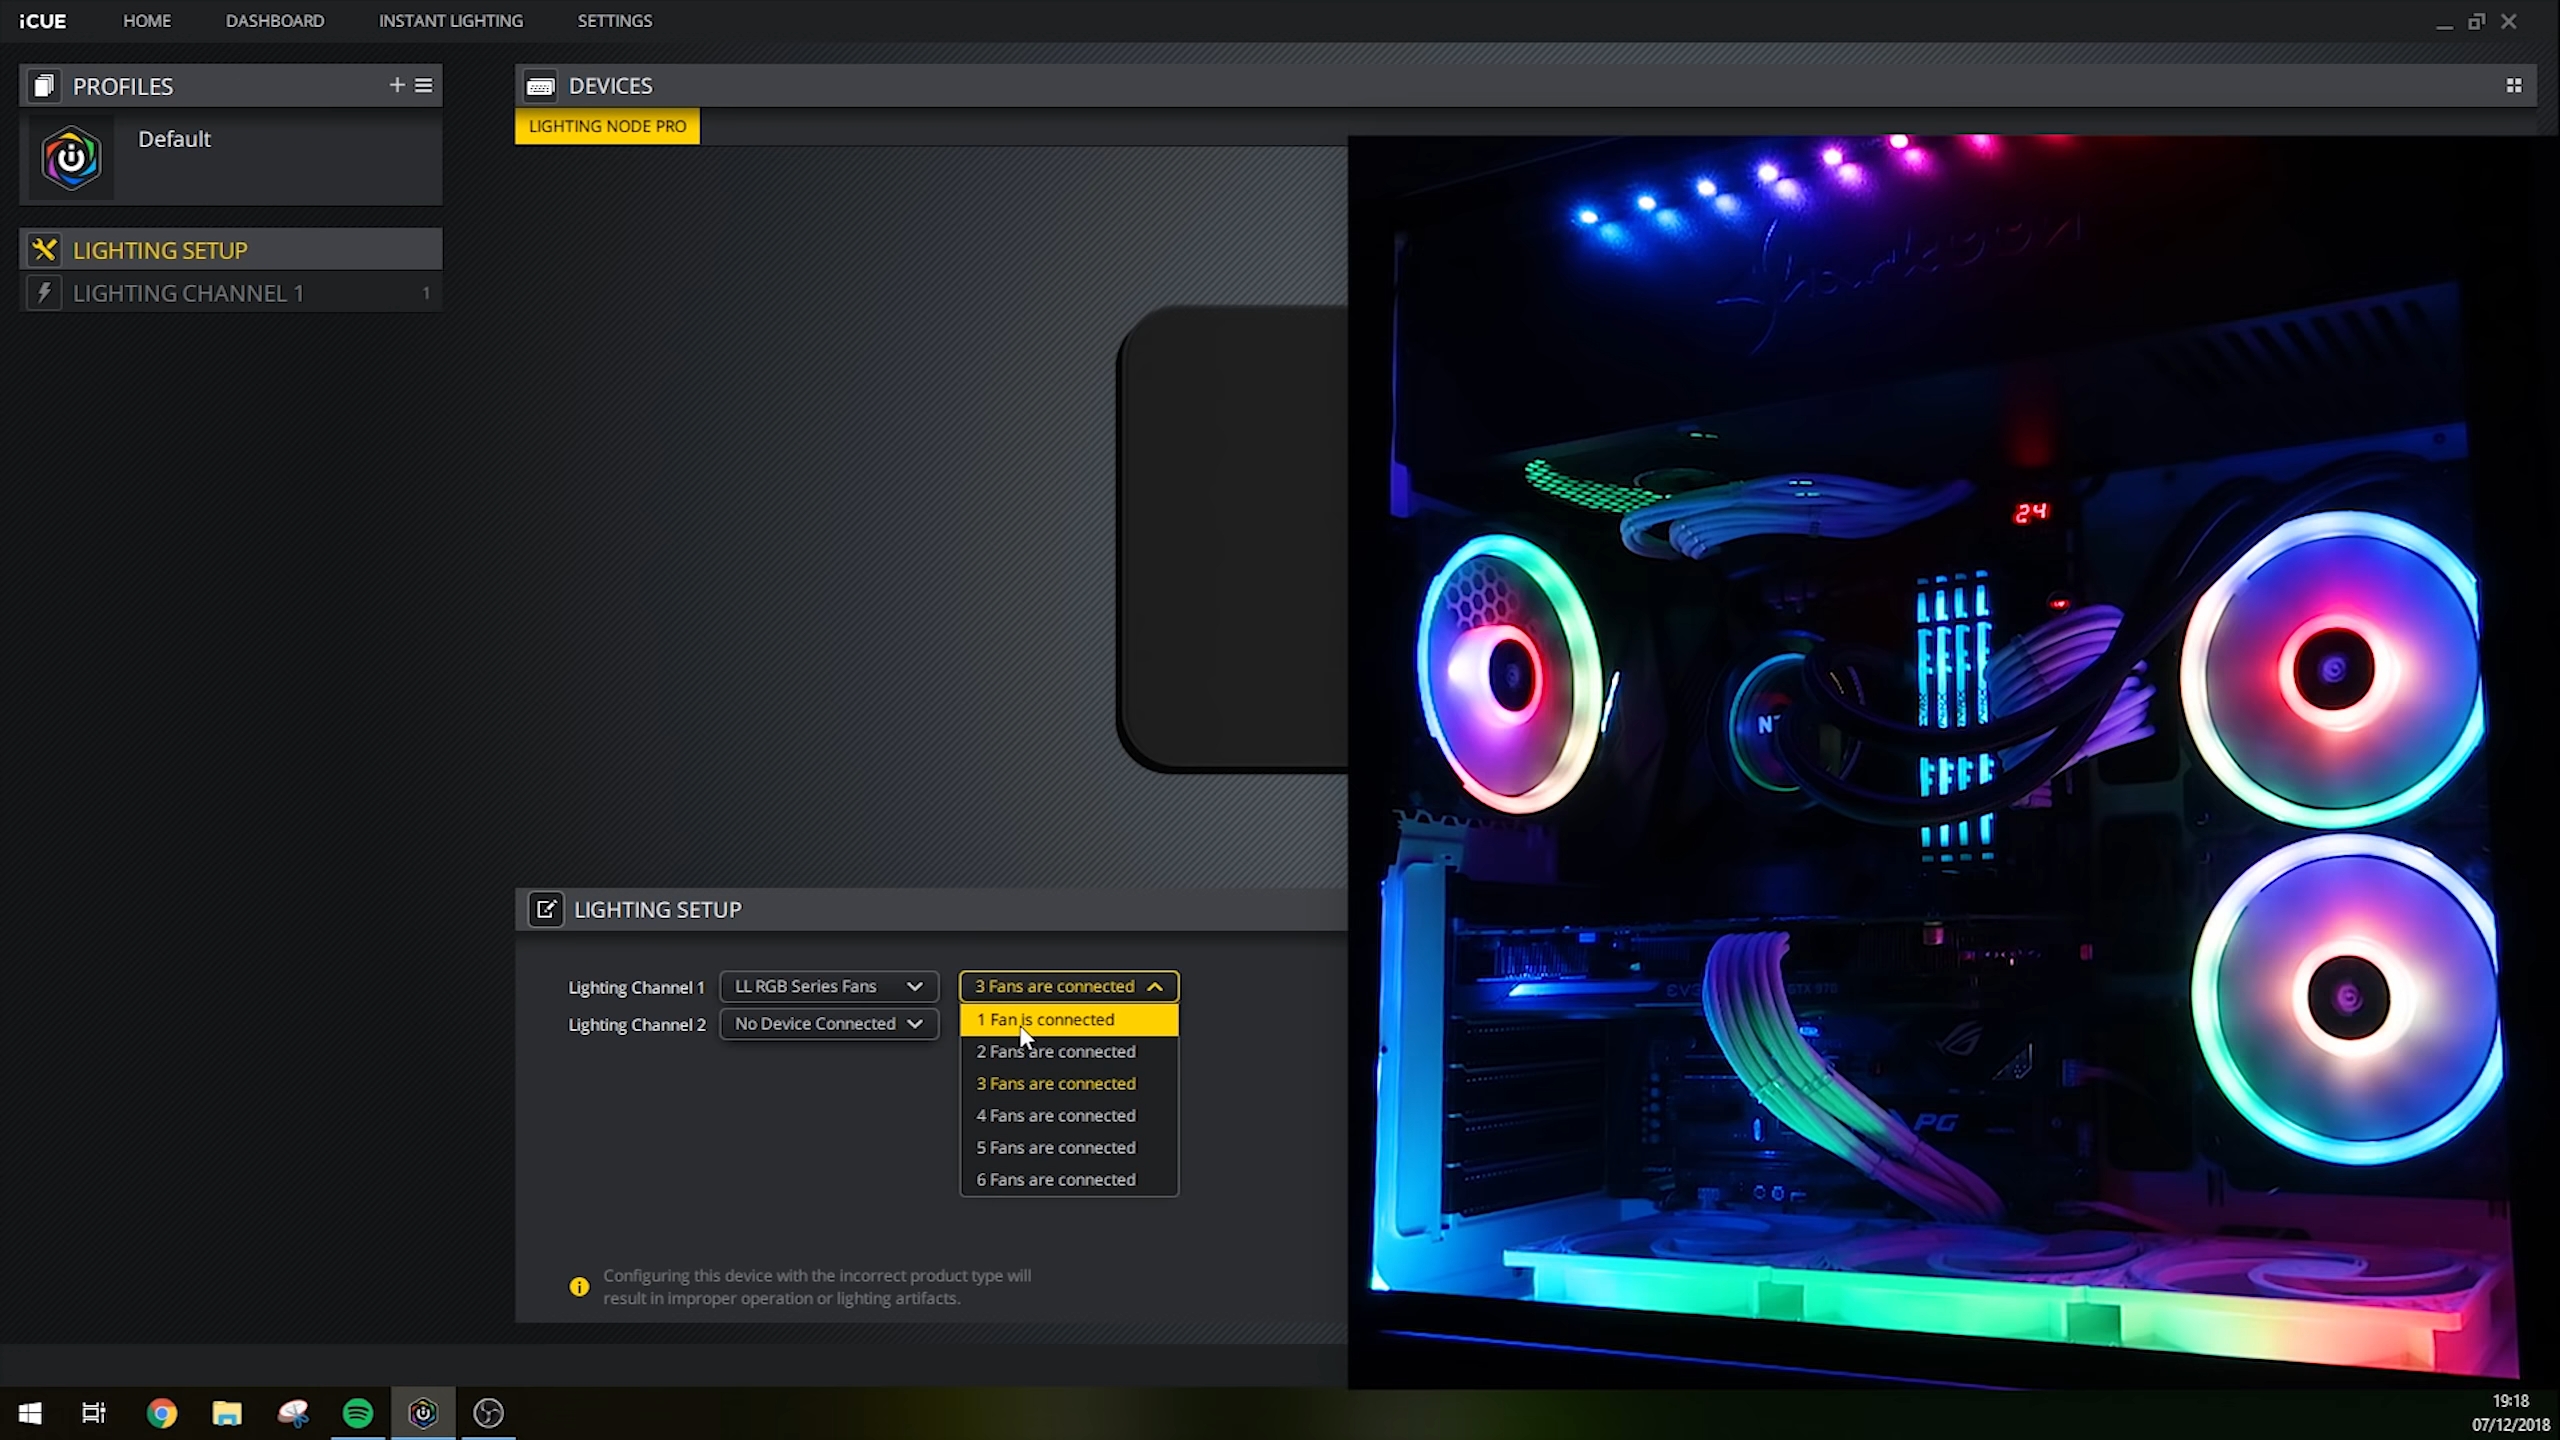 iCUE
HOME
DASHBOARD
INSTANT LIGHTING
SETTINGS
PROFILES
Default
LIGHTING SETUP
LIGHTING CHANNEL 1
1
DEVICES
LIGHTING NODE PRO
24
LIGHTING SETUP
Lighting Channel 1
LL RGB Series Fans
3 Fans are connected
Lighting Channel 2
No Device Connected
1 Fan is connected
2 Fans are connected
3 Fans are connected
4 Fans are connected
5 Fans are connected
6 Fans are connected
Configuring this device with the incorrect product type will
result in improper operation or lighting artifacts.
19:18
07/12/2018